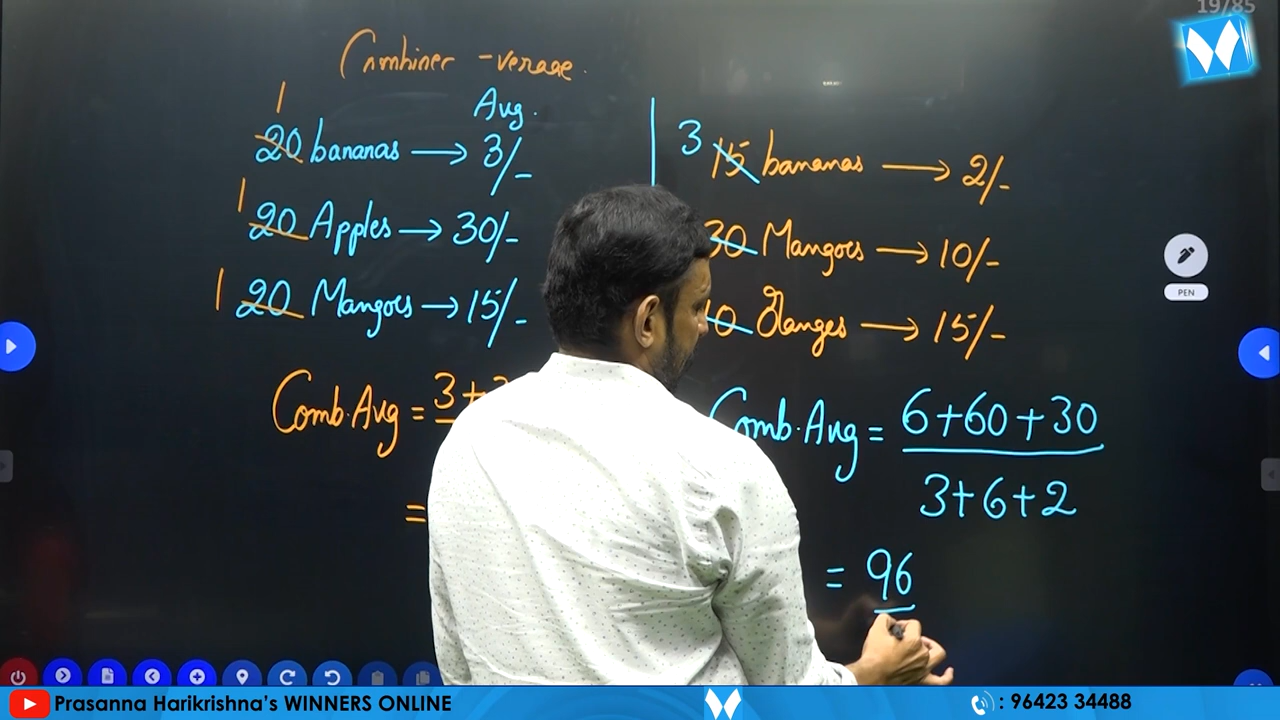 19/85
Combiner -verage.
Avg.
1
20 bananas → 3/-
1
20 Apples → 30/-
1 20 Mangoes → 15/-
Comb.Avg = 3+
=
3 15 bananas → 2/-
30 Mangoes → 10/-
0 Oranges → 15/-
Comb.Avg = 6+60+30
3+6+2
= 96
PEN
Prasanna Harikrishna's WINNERS ONLINE
: 96423 34488